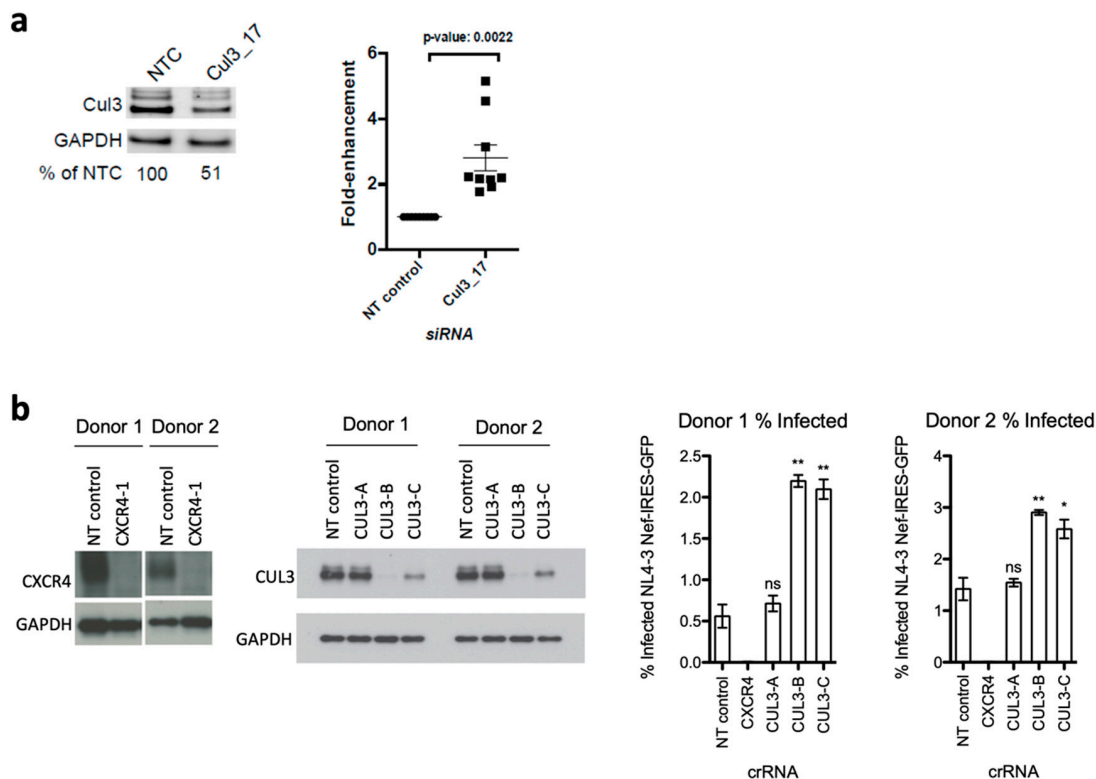 a
NTC
Cul3_17
Cul3
GAPDH
% of NTC 100 51
p-value: 0.0022
Fold-enhancement
6
4
2
0
NT control
Cul3_17
siRNA
b
Donor 1 Donor 2
NT control
CXCR4-1
NT control
CXCR4-1
CXCR4
GAPDH
Donor 1 Donor 2
NT control
CUL3-A
CUL3-B
CUL3-C
NT control
CUL3-A
CUL3-B
CUL3-C
CUL3
GAPDH
Donor 1 % Infected
% Infected NL4-3 Nef-IRES-GFP
2.5
2.0
1.5
1.0
0.5
0.0
ns
**
**
NT control
CXCR4
CUL3-A
CUL3-B
CUL3-C
crRNA
Donor 2 % Infected
% Infected NL4-3 Nef-IRES-GFP
4
3
2
1
0
ns
**
*
NT control
CXCR4
CUL3-A
CUL3-B
CUL3-C
crRNA